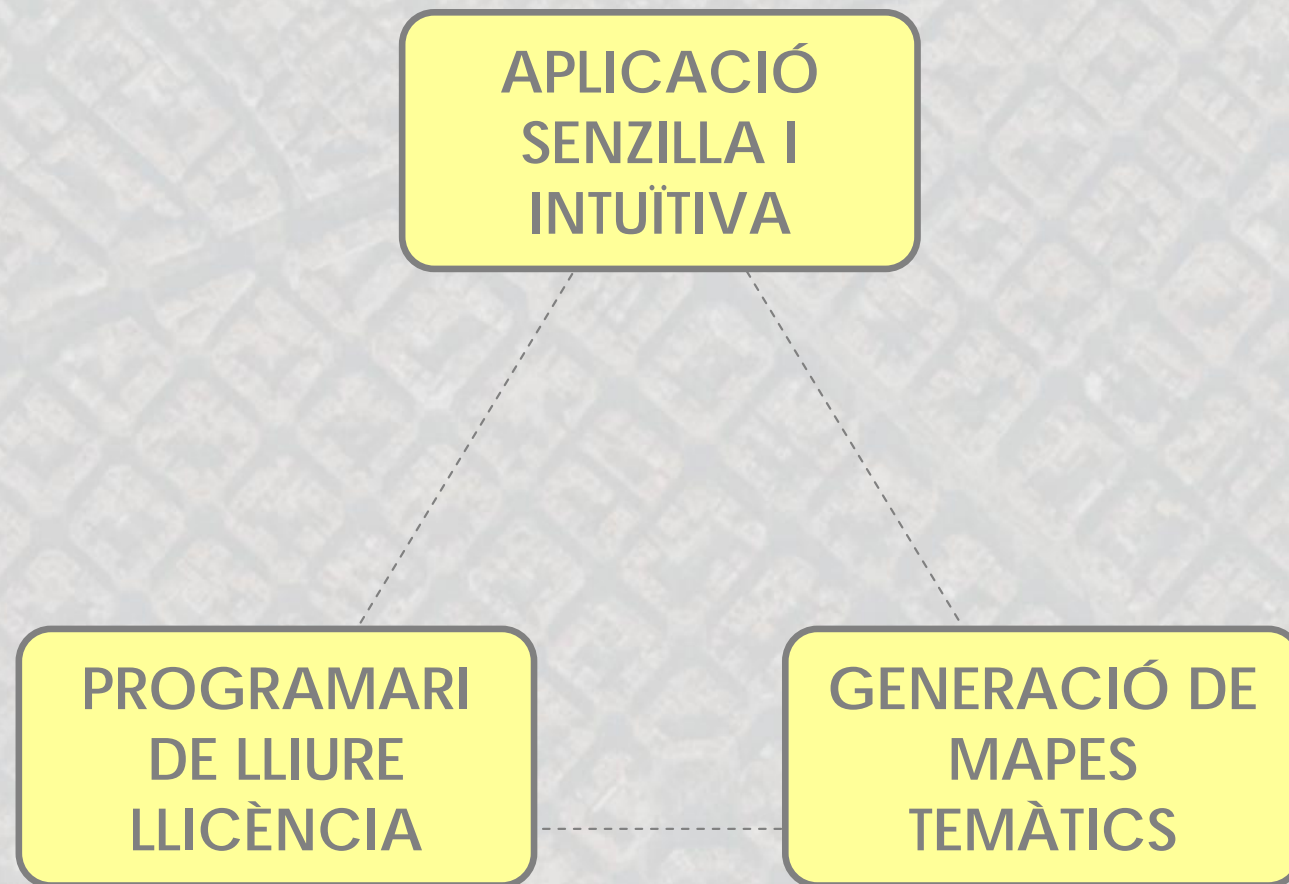 APLICACIÓ
SENZILLA I
INTUÏTIVA
PROGRAMARI
DE LLIURE
LLICÈNCIA
GENERACIÓ DE
MAPES
TEMÀTICS